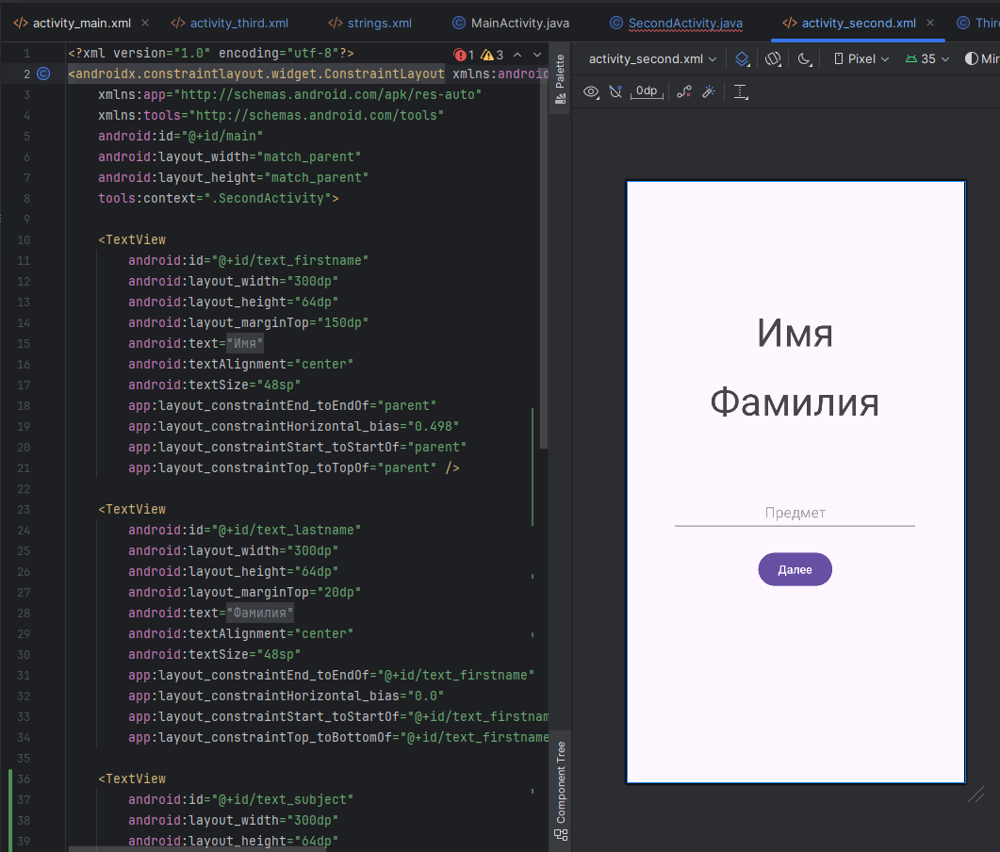 activity_main.xml
activity_third.xml
strings.xml
MainActivity.java
SecondActivity.java
activity_second.xml
1 <?xml version="1.0" encoding="utf-8"?>
1 3
2 <androidx.constraintlayout.widget.ConstraintLayout xmlns:android
3 xmlns:app="http://schemas.android.com/apk/res-auto"
4 xmlns:tools="http://schemas.android.com/tools"
5 android:id="@+id/main"
6 android:layout_width="match_parent"
7 android:layout_height="match_parent"
8 tools:context=".SecondActivity">
9
10 <TextView
11 android:id="@+id/text_firstname"
12 android:layout_width="300dp"
13 android:layout_height="64dp"
14 android:layout_marginTop="150dp"
15 android:text="Имя"
16 android:textAlignment="center"
17 android:textSize="48sp"
18 app:layout_constraintEnd_toEndOf="parent"
19 app:layout_constraintHorizontal_bias="0.498"
20 app:layout_constraintStart_toStartOf="parent"
21 app:layout_constraintTop_toTopOf="parent" />
22
23 <TextView
24 android:id="@+id/text_lastname"
25 android:layout_width="300dp"
26 android:layout_height="64dp"
27 android:layout_marginTop="20dp"
28 android:text="Фамилия"
29 android:textAlignment="center"
30 android:textSize="48sp"
31 app:layout_constraintEnd_toEndOf="@+id/text_firstname"
32 app:layout_constraintHorizontal_bias="0.0"
33 app:layout_constraintStart_toStartOf="@+id/text_firstnam
34 app:layout_constraintTop_toBottomOf="@+id/text_firstname
35
36 <TextView
37 android:id="@+id/text_subject"
38 android:layout_width="300dp"
39 android:layout_height="64dp"
Palette
Component Tree
activity_second.xml
Pixel
35
0dp
Имя
Фамилия
Предмет
Далее